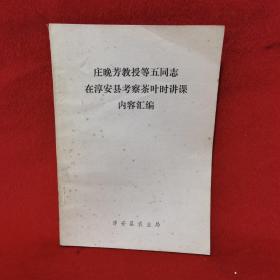 庄晚芳教授等五同志
在淳安县考察茶叶时讲课
内容汇编
淳安县农业局